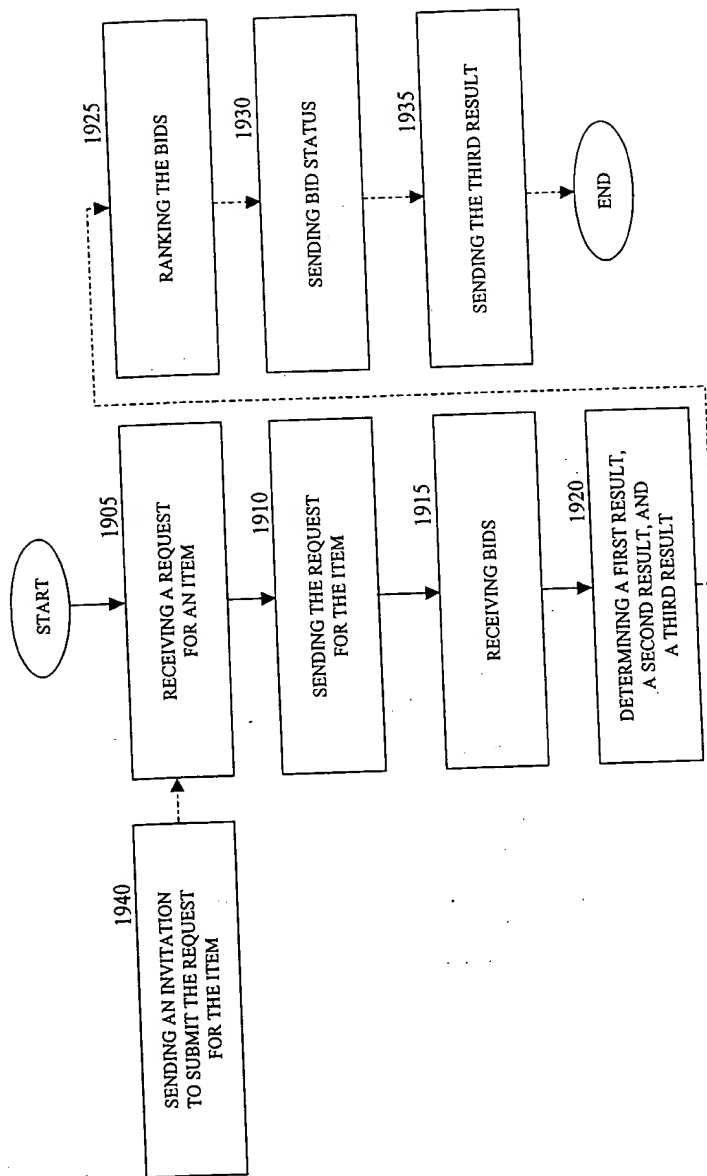 START
1905
RECEIVING A REQUEST
FOR AN ITEM
1910
SENDING THE REQUEST
FOR THE ITEM
1915
RECEIVING BIDS
1920
DETERMINING A FIRST RESULT,
A SECOND RESULT, AND
A THIRD RESULT
1925
RANKING THE BIDS
1930
SENDING BID STATUS
1935
SENDING THE THIRD RESULT
END
1940
SENDING AN INVITATION
TO SUBMIT THE REQUEST
FOR THE ITEM